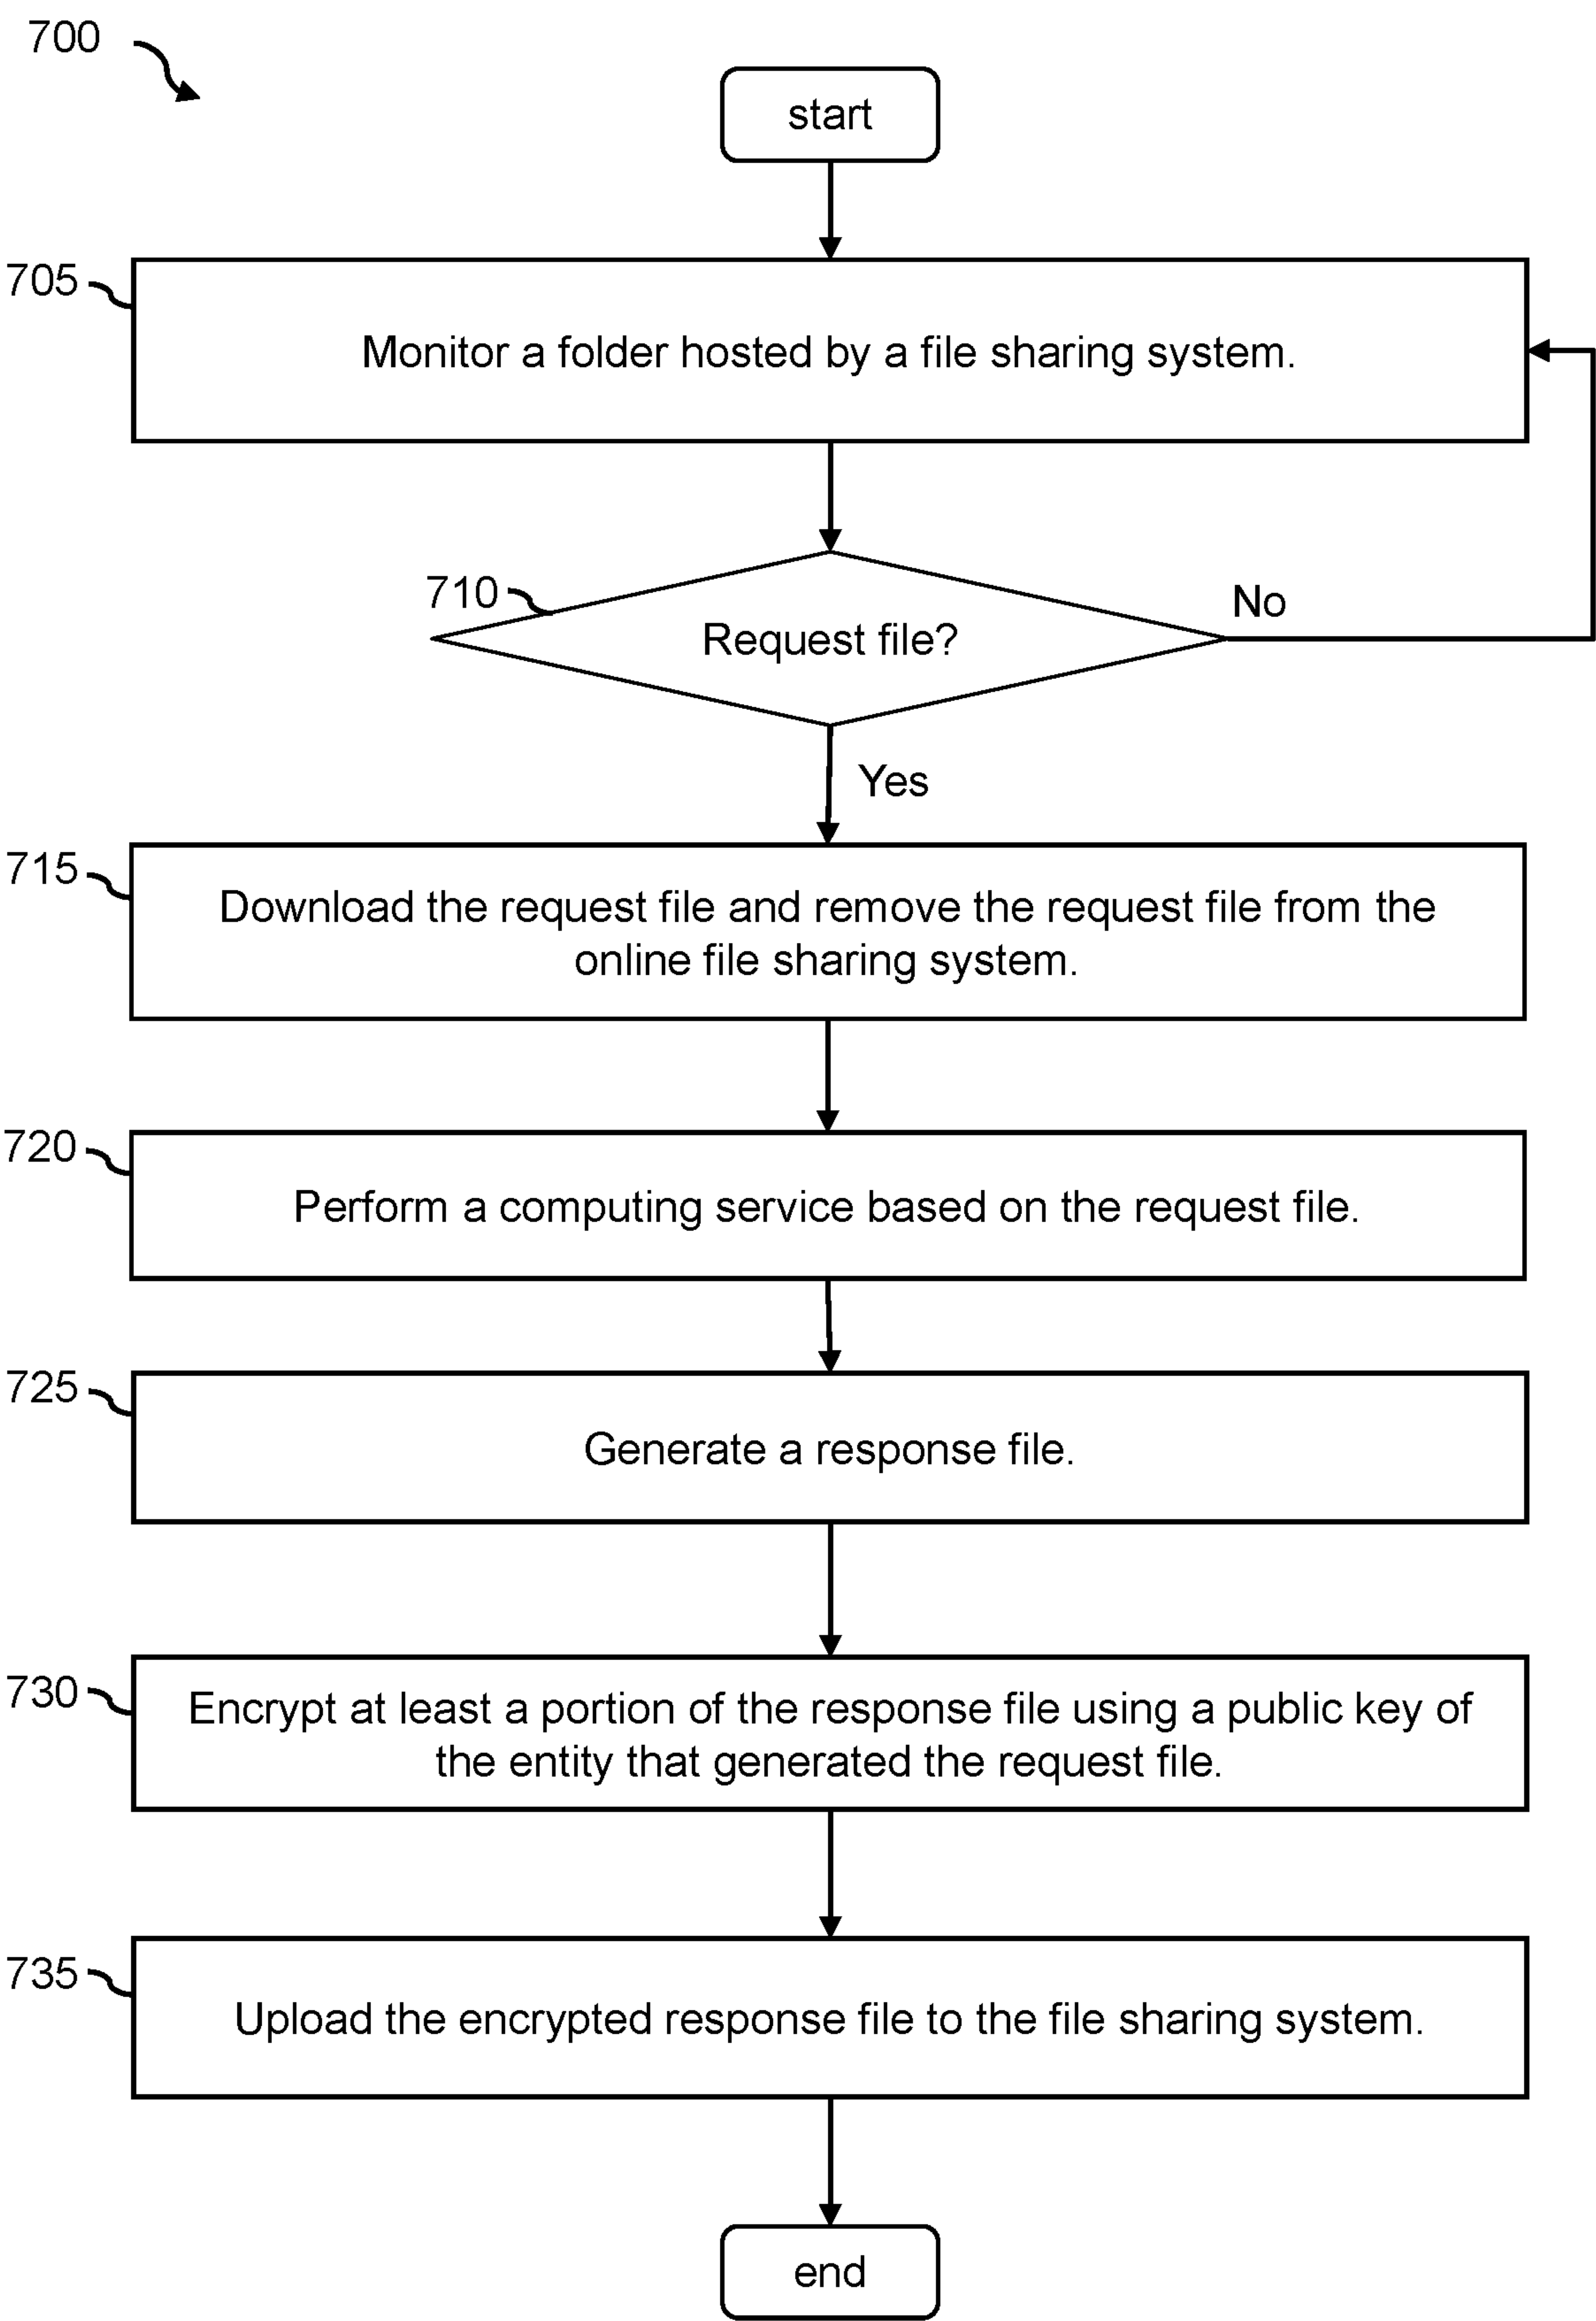 700
start
705
Monitor a folder hosted by a file sharing system.
710
Request file?
No
Yes
715
Download the request file and remove the request file from the
online file sharing system.
720
Perform a computing service based on the request file.
725
Generate a response file.
730
Encrypt at least a portion of the response file using a public key of
the entity that generated the request file.
735
Upload the encrypted response file to the file sharing system.
end